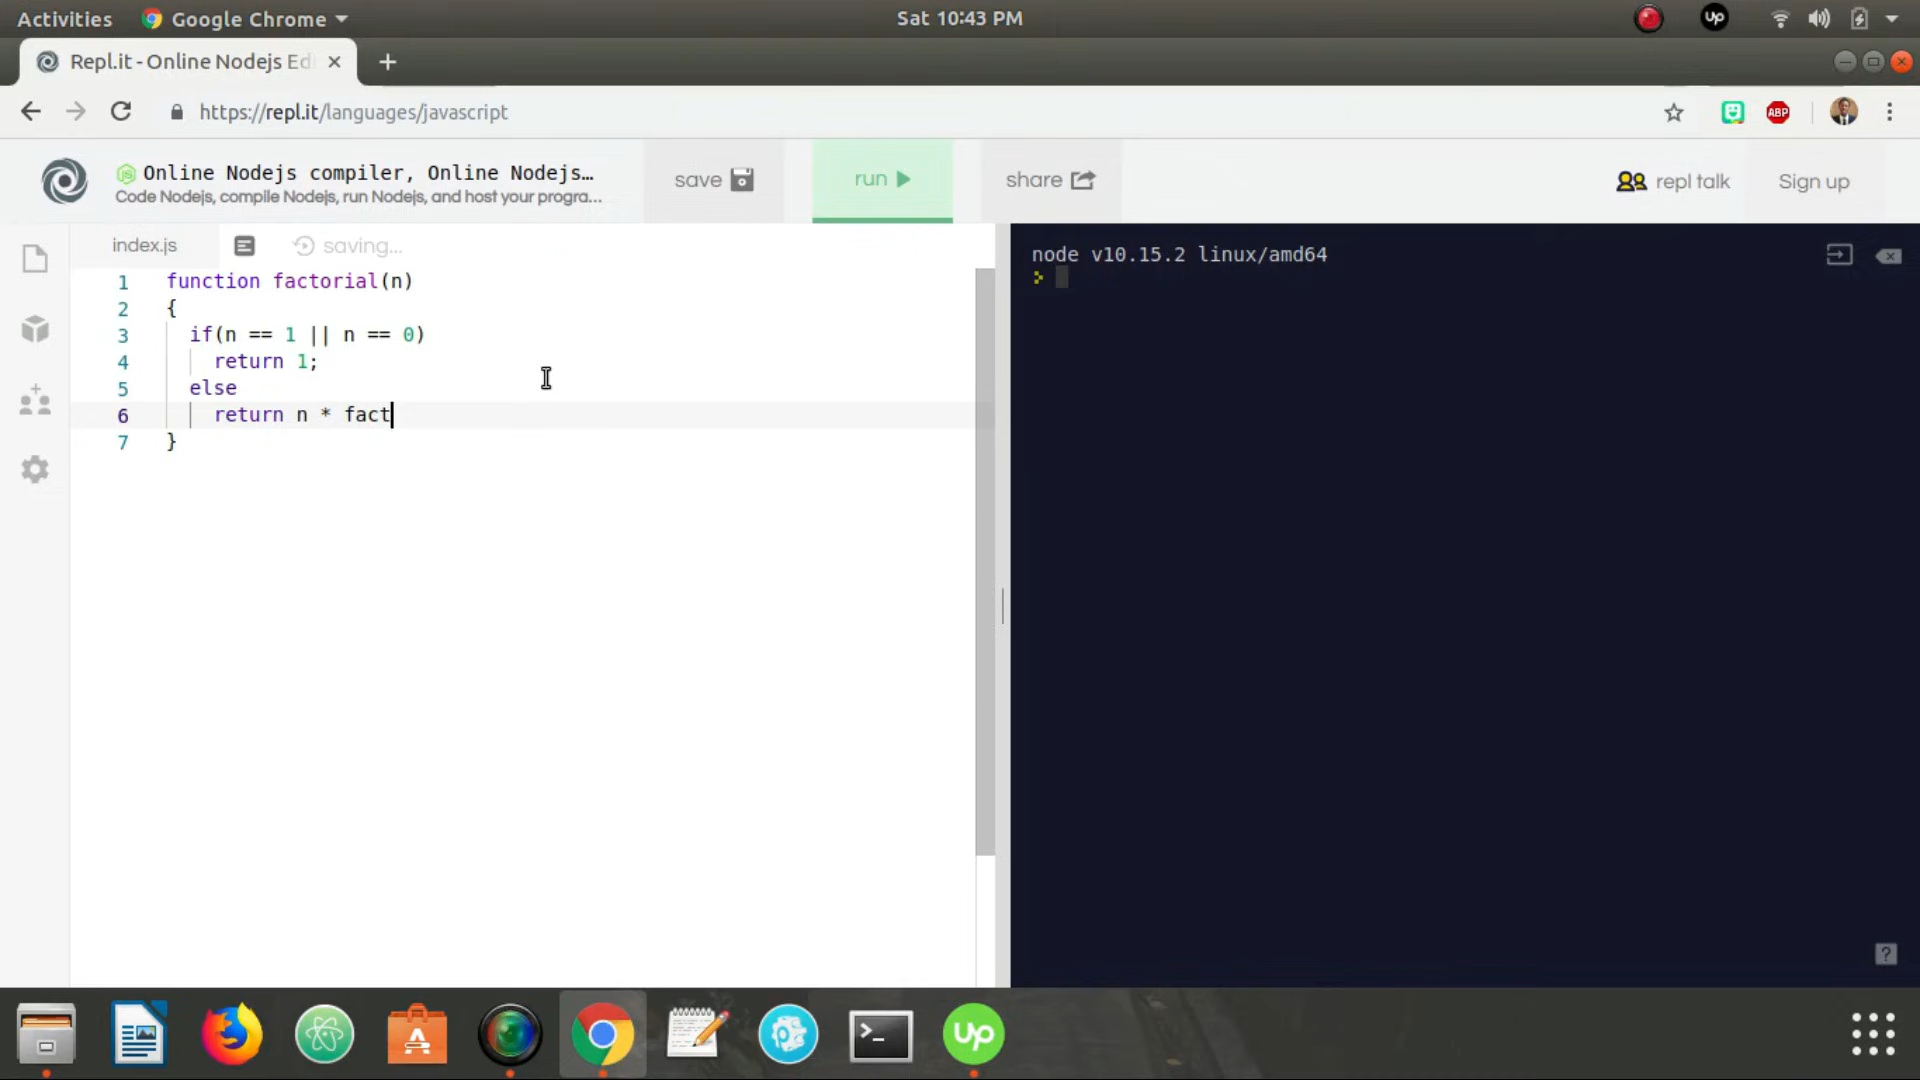 Activities Google Chrome Sat 10:43 PM
Repl.it - Online Nodejs Ed
https://repl.it/languages/javascript
ABP
Online Nodejs compiler, Online Nodejs...
Code Nodejs, compile Nodejs, run Nodejs, and host your progra...
save run share repl talk Sign up
index.js saving...
1 function factorial(n)
2 {
3 if(n == 1 || n == 0)
4 return 1;
5 else
6 return n * fact
7 }
node v10.15.2 linux/amd64
>
?
Up